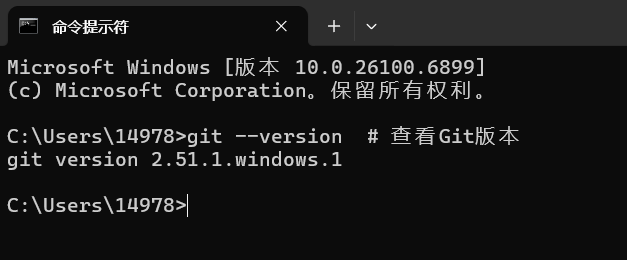 命令提示符
Microsoft Windows [版本 10.0.26100.6899]
(c) Microsoft Corporation。保留所有权利。
C:\Users\14978>git --version  # 查看Git版本
git version 2.51.1.windows.1
C:\Users\14978>